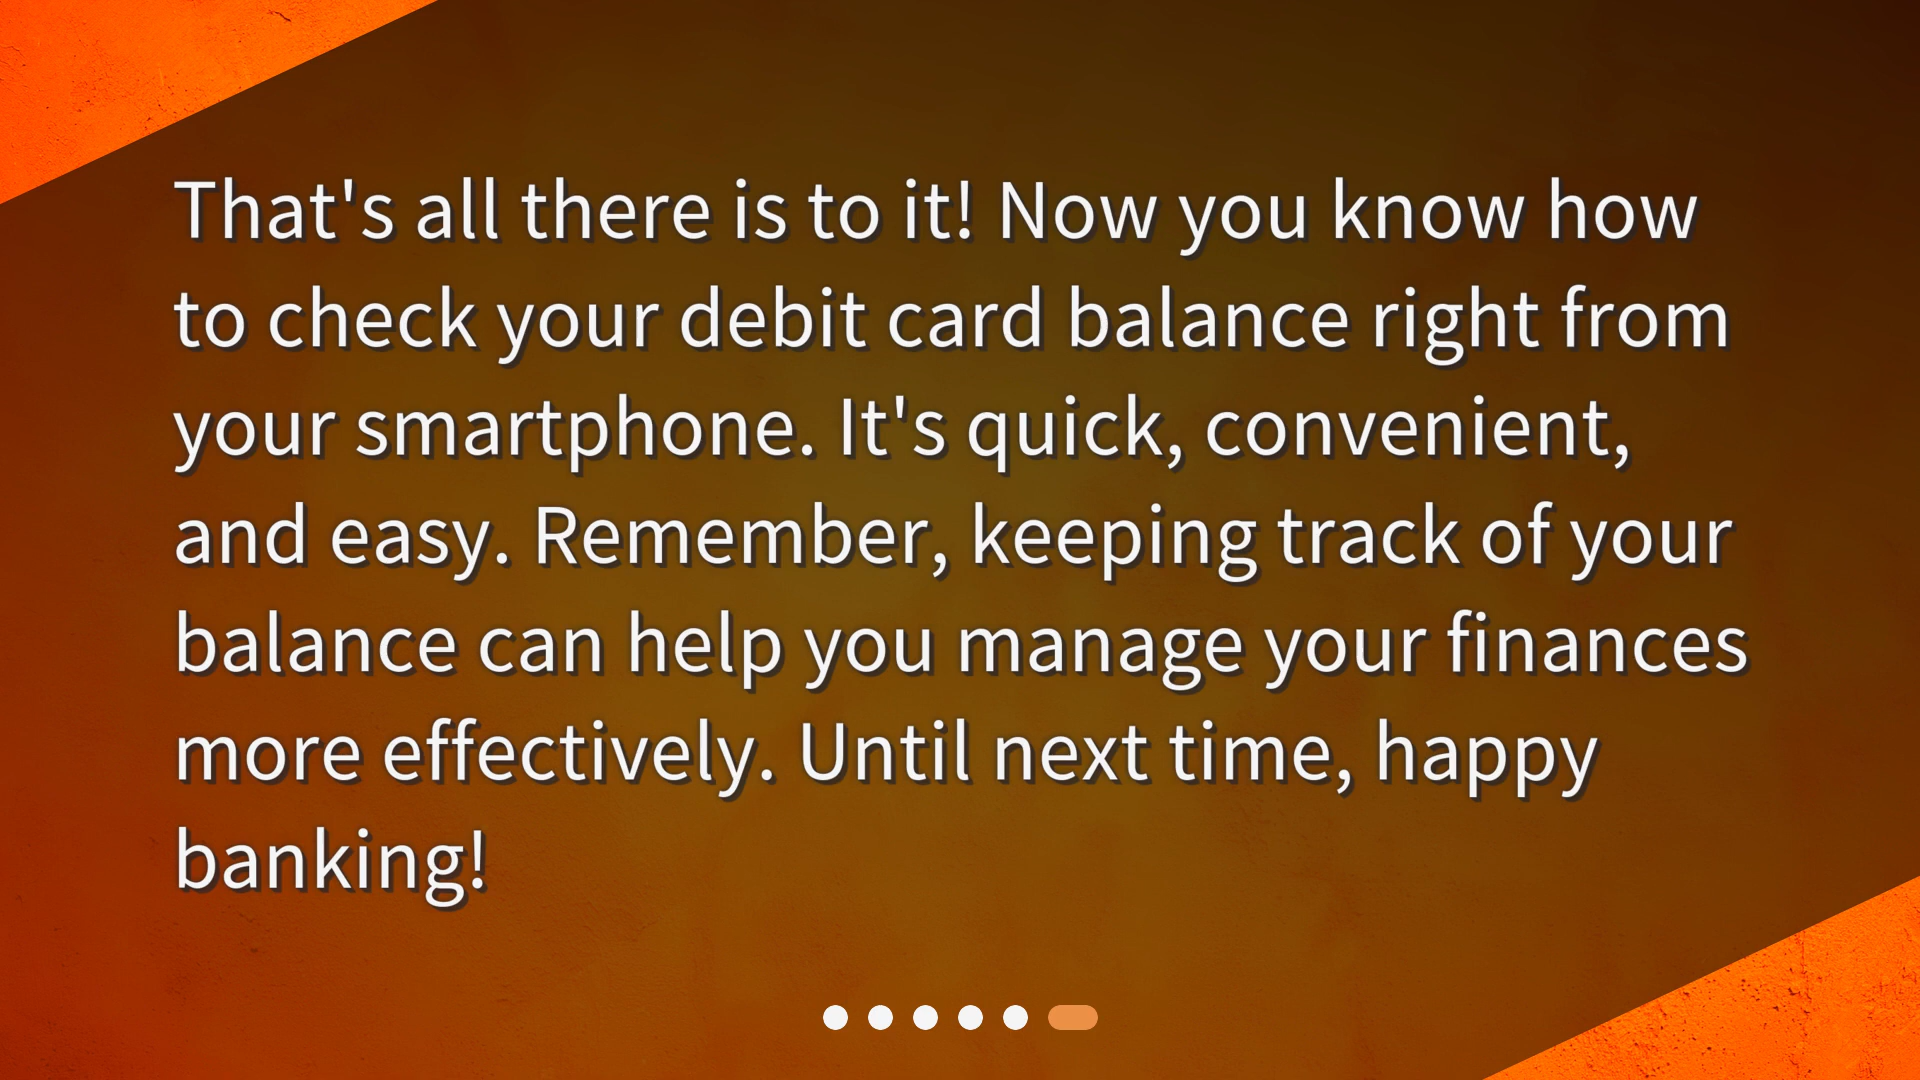 That's all there is to it! Now you know how
to check your debit card balance right from
your smartphone. It's quick, convenient,
and easy. Remember, keeping track of your
balance can help you manage your finances
more effectively. Until next time, happy
banking!